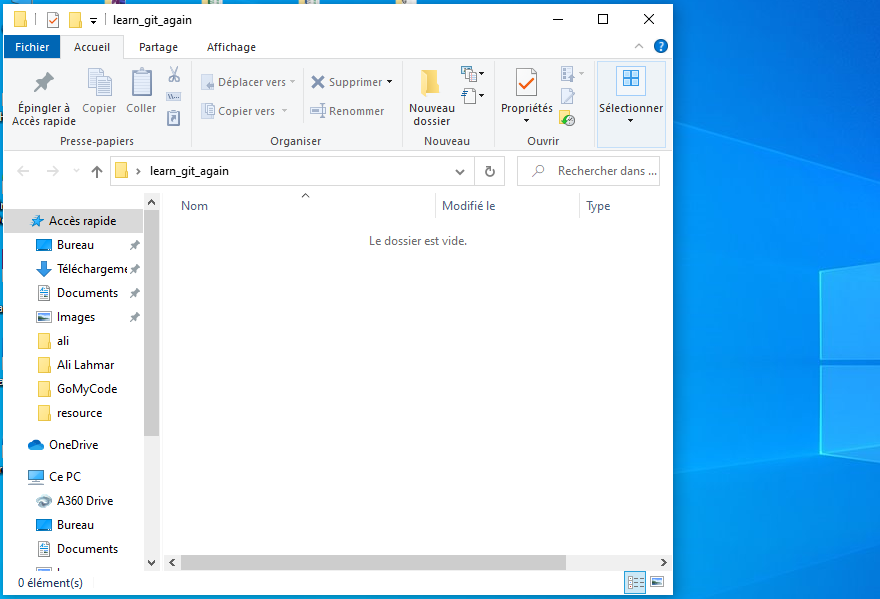 learn_git_again
Fichier Accueil Partage Affichage
Épingler à Accès rapide
Copier
Coller
Presse-papiers
Déplacer vers
Copier vers
Supprimer
Renommer
Organiser
Nouveau dossier
Nouveau
Propriétés
Ouvrir
Sélectionner
learn_git_again
Rechercher dans ...
Nom Modifié le Type
Le dossier est vide.
Accès rapide
Bureau
Téléchargeme
Documents
Images
ali
Ali Lahmar
GoMyCode
resource
OneDrive
Ce PC
A360 Drive
Bureau
Documents
0 élément(s)